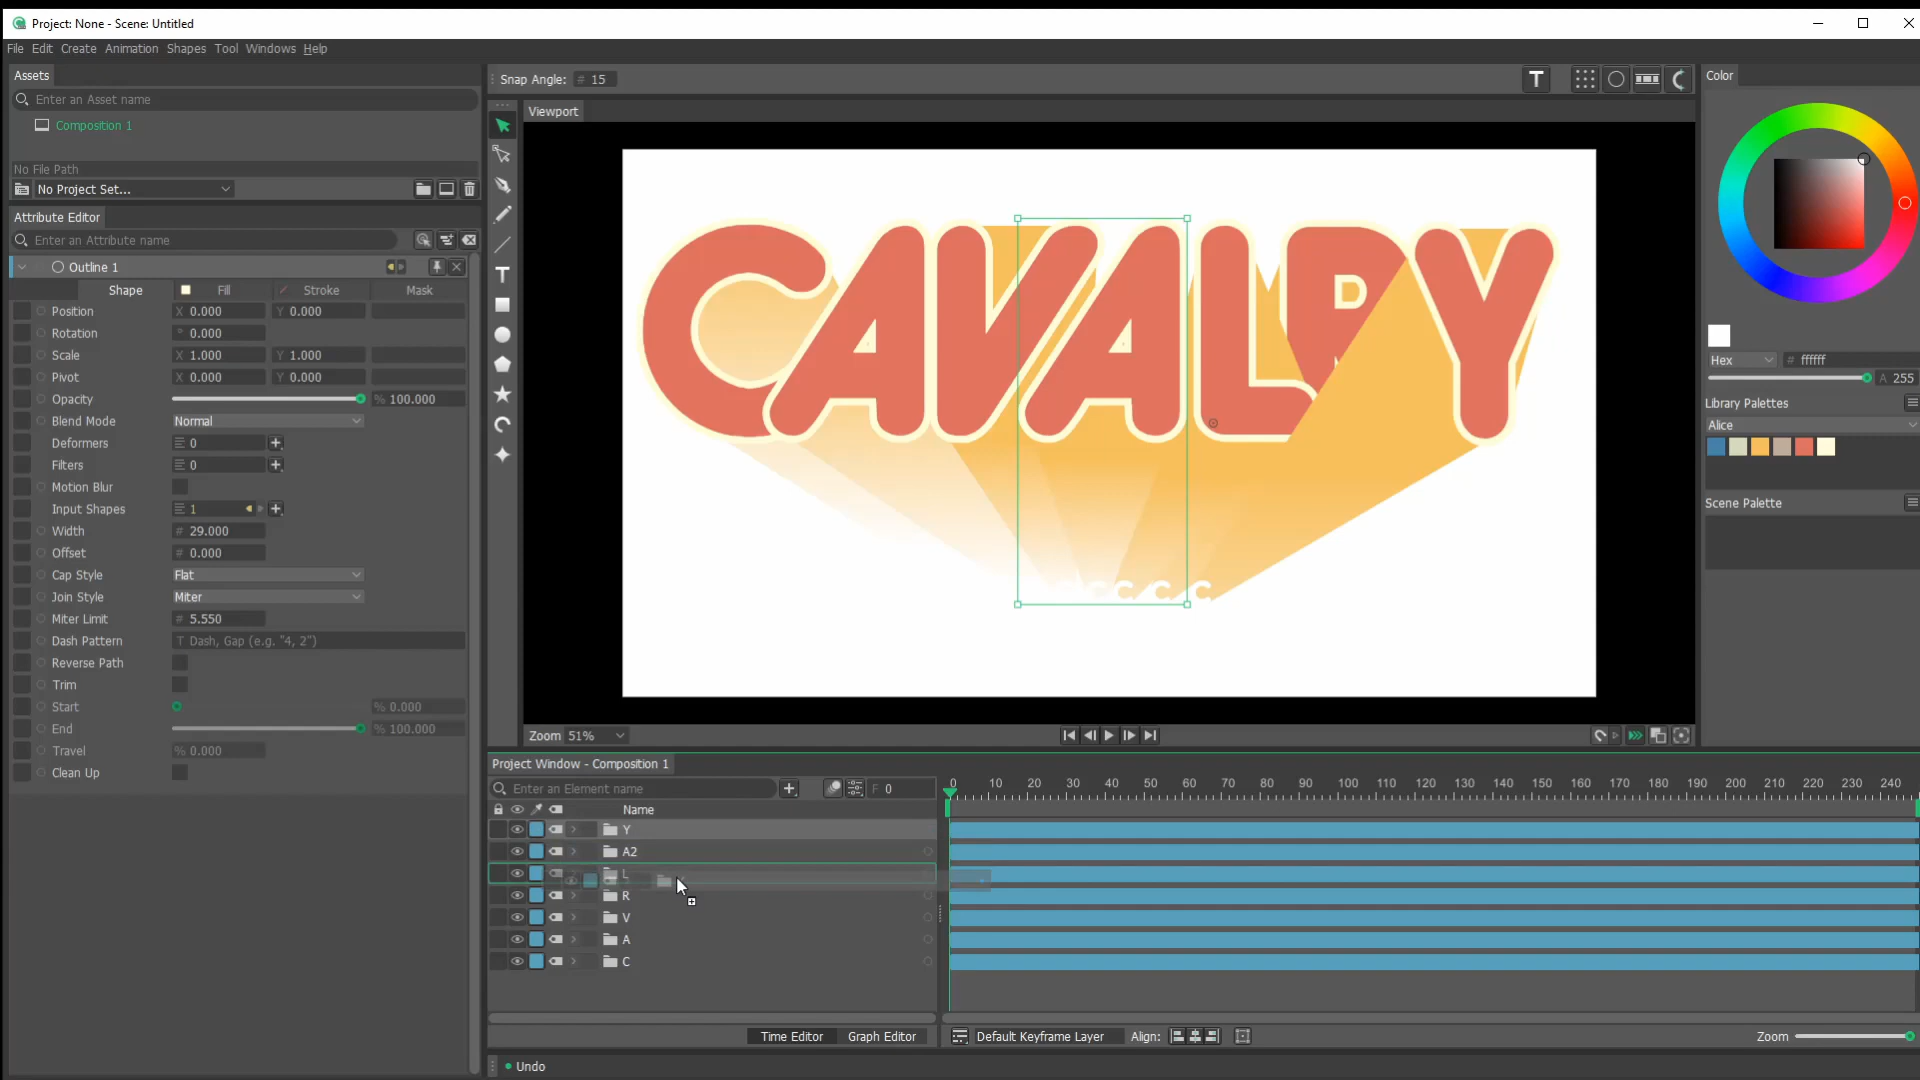 Project: None - Scene: Untitled
File Edit Create Animation Shapes Tool Windows Help
Assets
Enter an Asset name
Composition 1
No File Path
No Project Set...
Attribute Editor
Enter an Attribute name
Outline 1
Shape Fill Stroke Mask
Position X 0.000 Y 0.000
Rotation ° 0.000
Scale X 1.000 Y 1.000
Pivot X 0.000 Y 0.000
Opacity % 100.000
Blend Mode Normal
Deformers 0
Filters 0
Motion Blur
Input Shapes 1
Width # 29.000
Offset # 0.000
Cap Style Flat
Join Style Miter
Miter Limit # 5.550
Dash Pattern T Dash, Gap (e.g. "4, 2")
Reverse Path
Trim
Start % 0.000
End % 100.000
Travel % 0.000
Clean Up
Snap Angle: # 15
Viewport
CAVALRY
Zoom 51%
Project Window - Composition 1
Enter an Element name
F 0
Name
Y
A2
L
R
V
A
C
0 10 20 30 40 50 60 70 80 90 100 110 120 130 140 150 160 170 180 190 200 210 220 230 240
Time Editor Graph Editor
Default Keyframe Layer Align:
Zoom
Undo
Color
Hex # ffffff
A 255
Library Palettes
Alice
Scene Palette